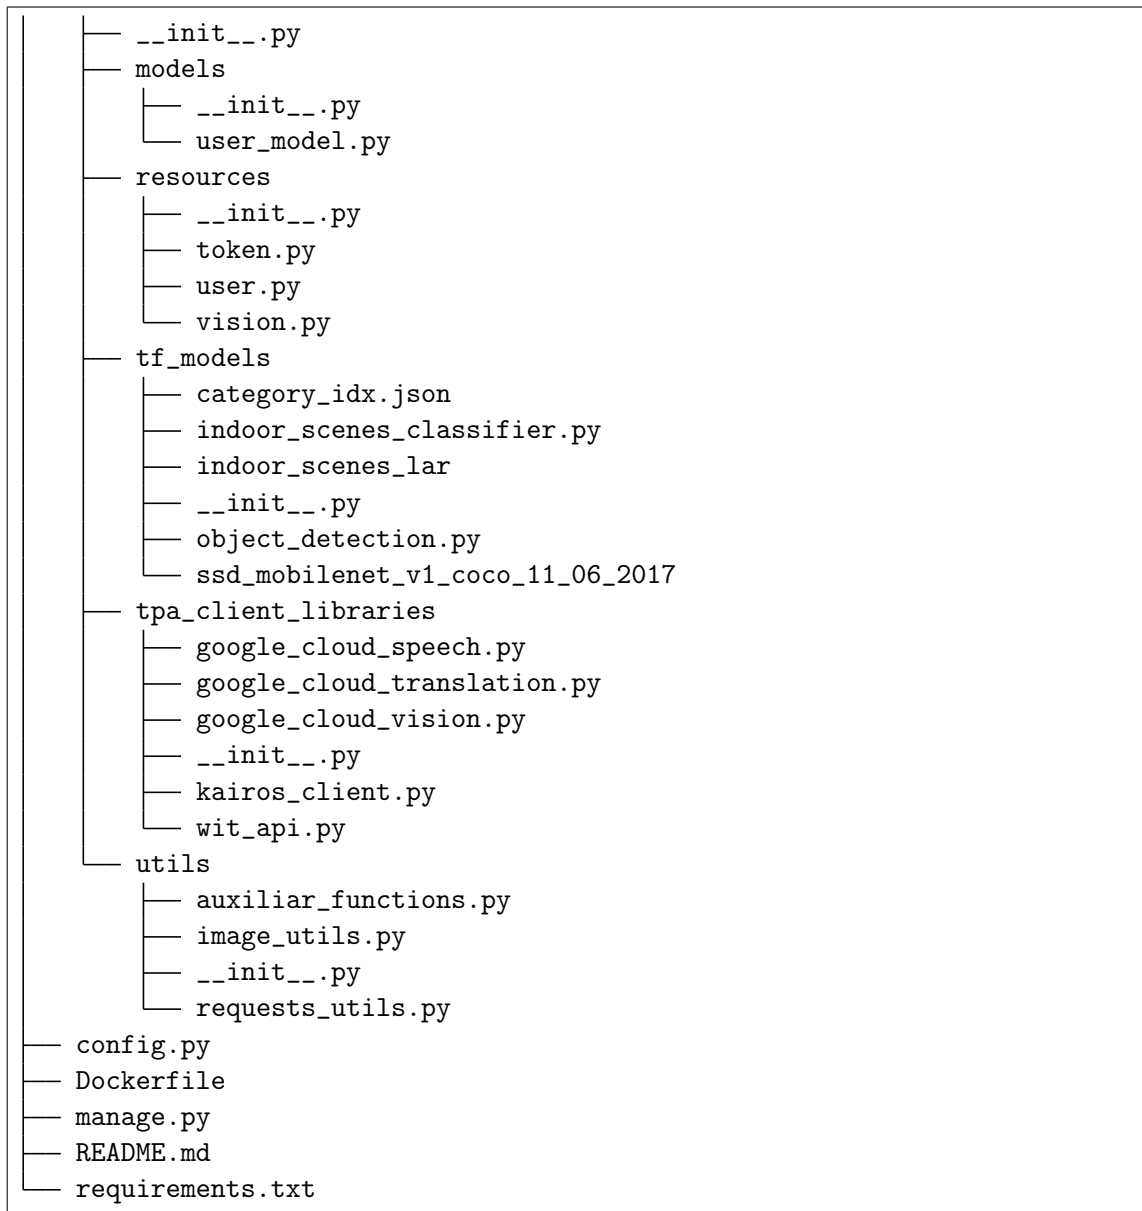 __init__.py
models
__init__.py
user_model.py
resources
__init__.py
token.py
user.py
vision.py
tf_models
category_idx.json
indoor_scenes_classifier.py
indoor_scenes_lar
__init__.py
object_detection.py
ssd_mobilenet_v1_coco_11_06_2017
tpa_client_libraries
google_cloud_speech.py
google_cloud_translation.py
google_cloud_vision.py
__init__.py
kairos_client.py
wit_api.py
utils
auxiliar_functions.py
image_utils.py
__init__.py
requests_utils.py
config.py
Dockerfile
manage.py
README.md
requirements.txt